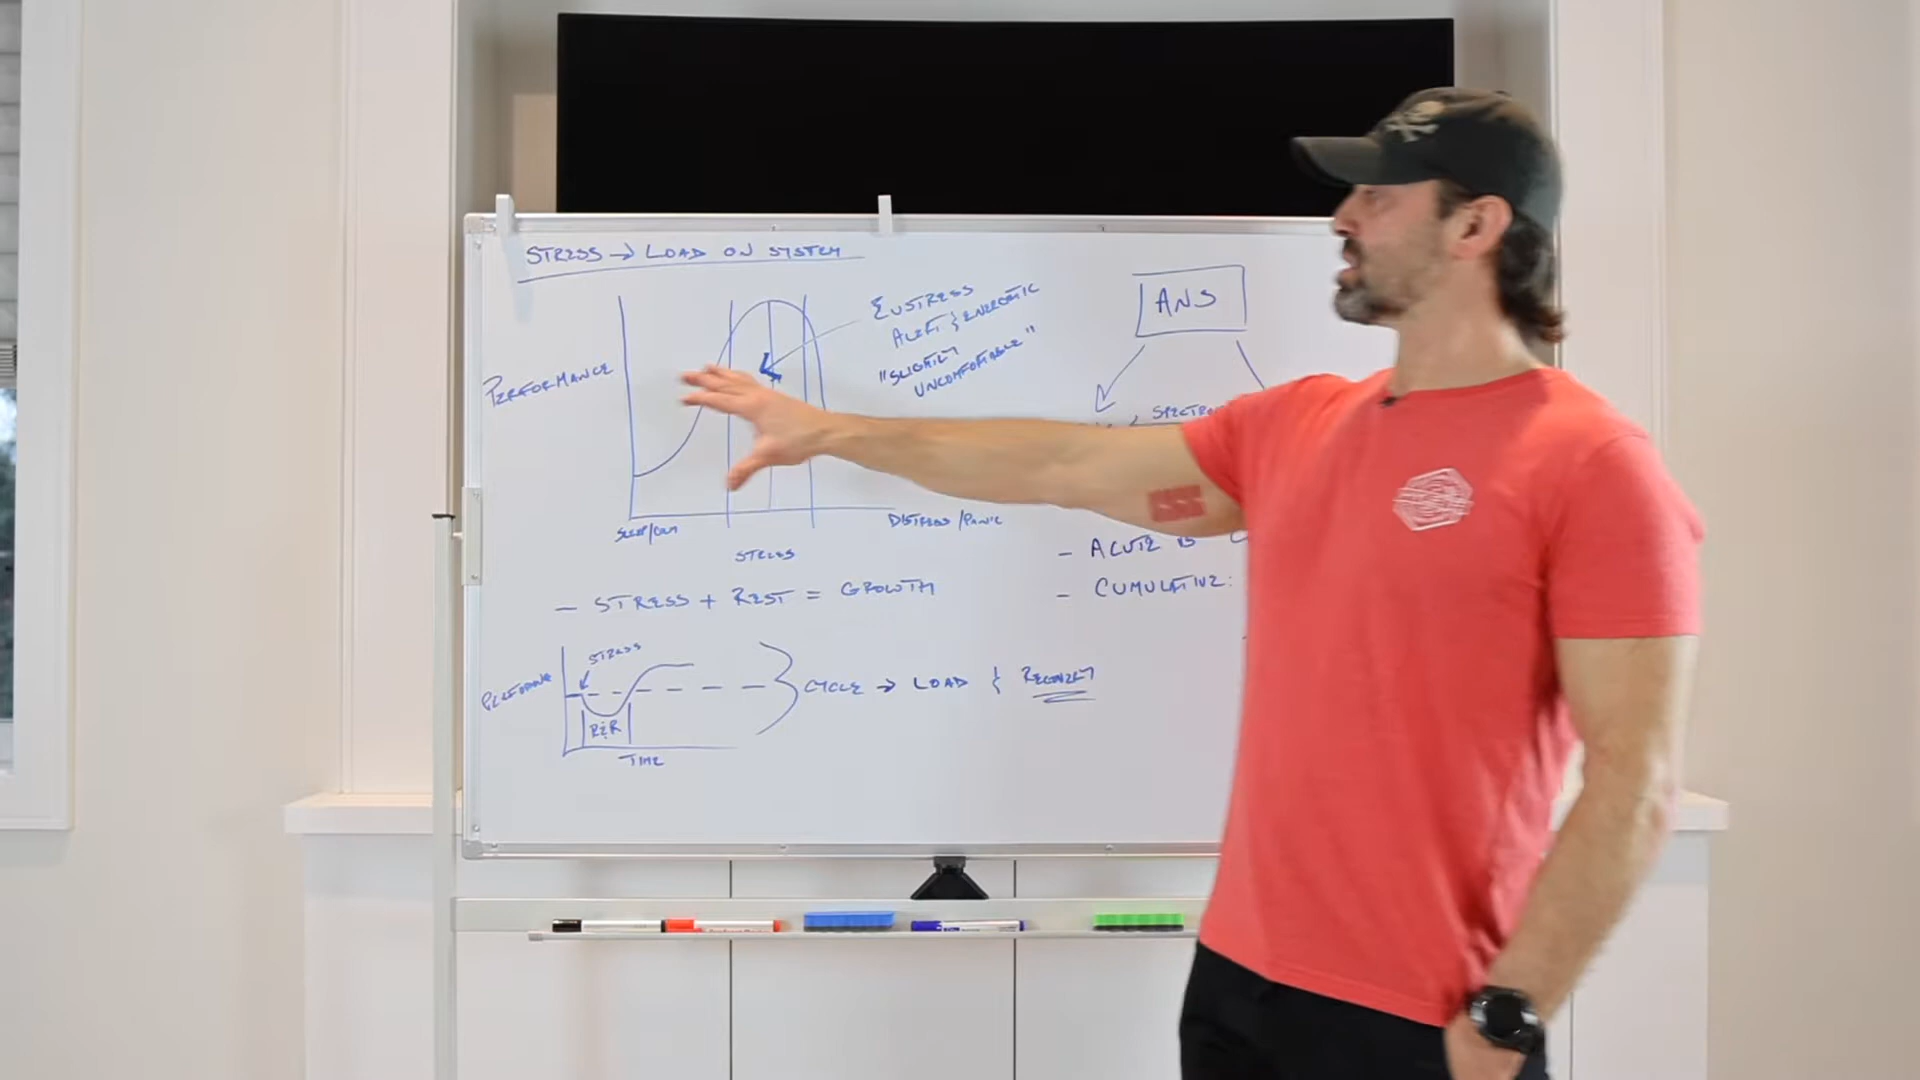 STRESS → LOAD ON SYSTEM
PERFORMANCE
EUSTRESS
ALERT & ENERGETIC
"SLIGHTLY
UNCOMFORTABLE"
DISTRESS/PANIC
STRESS
- STRESS + REST = GROWTH
PERFORMANCE
STRESS
R&R
TIME
CYCLE → LOAD & RECOVERY
ANS
- ACUTE
- CUMULATIVE: